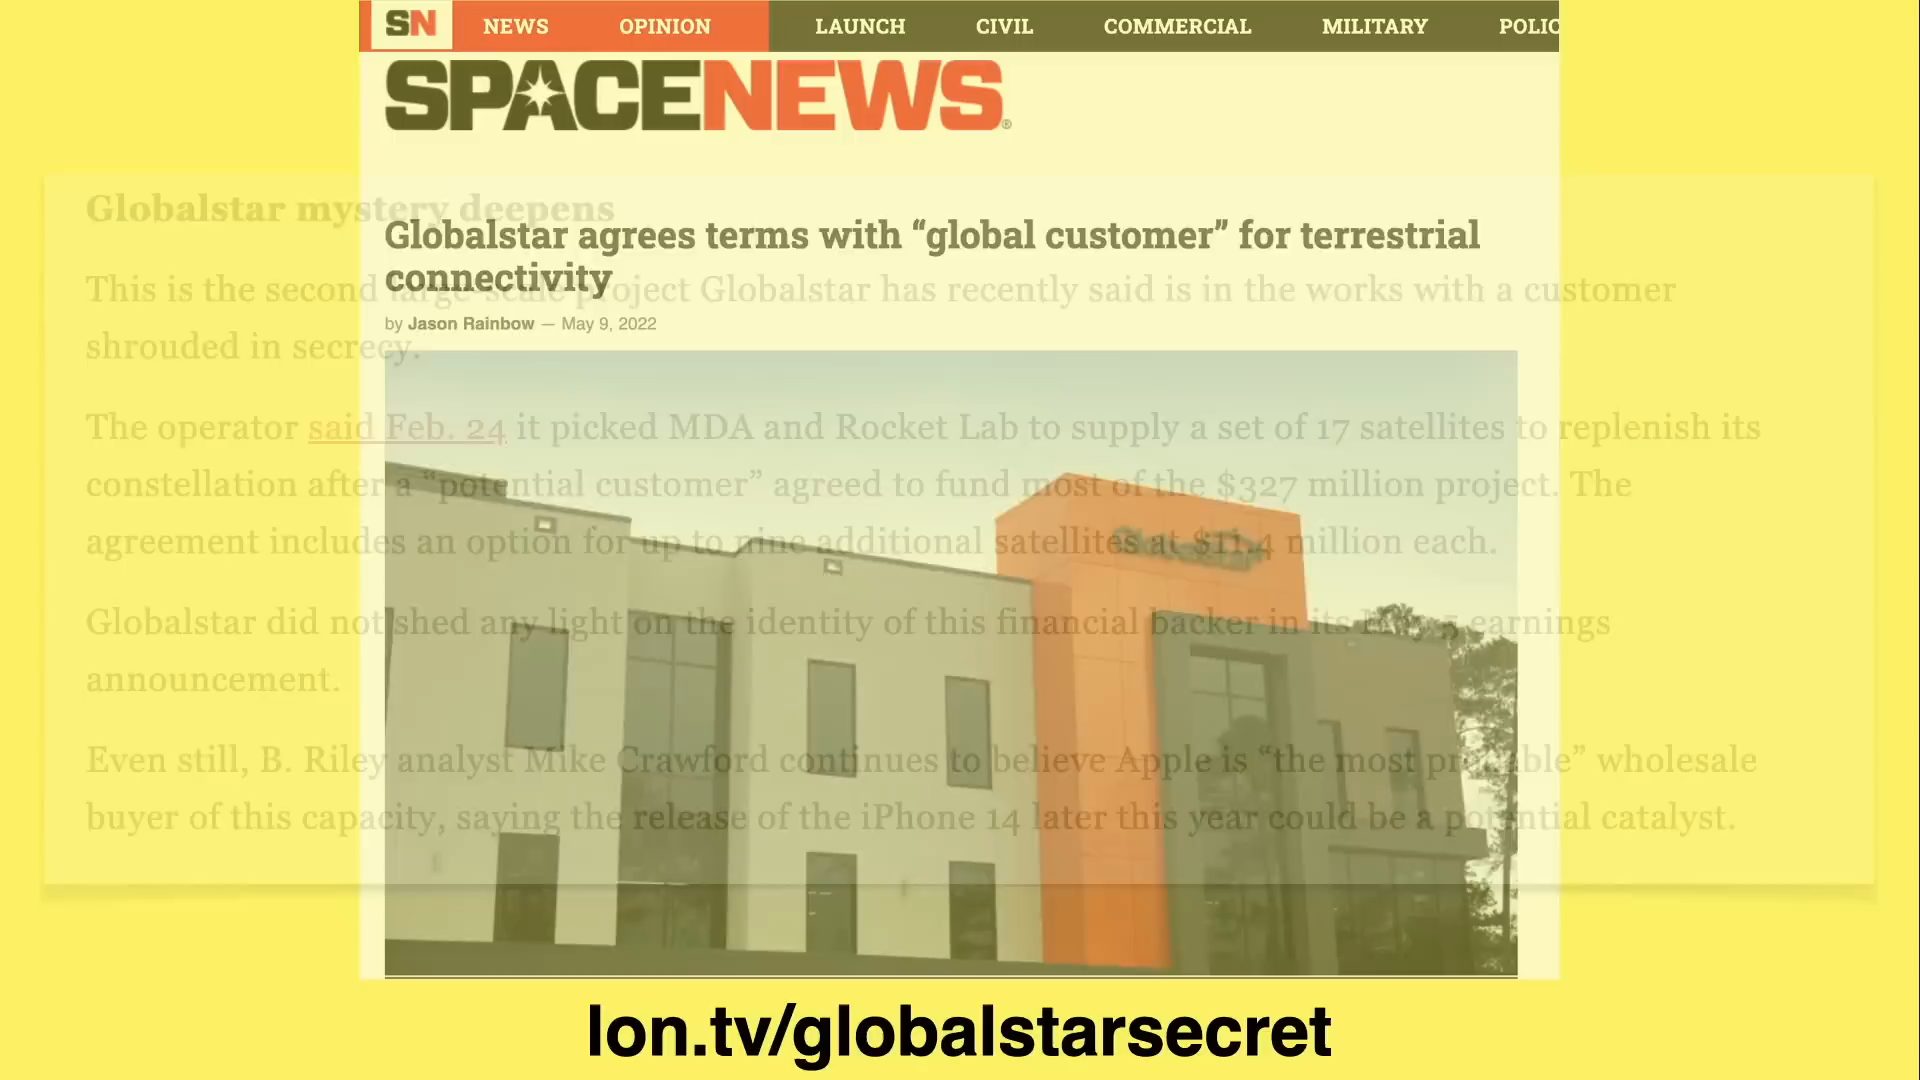 SN NEWS OPINION LAUNCH CIVIL COMMERCIAL MILITARY POLIC
SPACENEWS®
Globalstar agrees terms with “global customer” for terrestrial
connectivity
by Jason Rainbow — May 9, 2022
Globalstar mystery deepens
This is the second large-scale project Globalstar has recently said is in the works with a customer
shrouded in secrecy.
The operator said Feb. 24 it picked MDA and Rocket Lab to supply a set of 17 satellites to replenish its
constellation after a “potential customer” agreed to fund most of the $327 million project. The
agreement includes an option for up to nine additional satellites at $11.4 million each.
Globalstar did not shed any light on the identity of this financial backer in its May 5 earnings
announcement.
Even still, B. Riley analyst Mike Crawford continues to believe Apple is “the most probable” wholesale
buyer of this capacity, saying the release of the iPhone 14 later this year could be a potential catalyst.
lon.tv/globalstarsecret